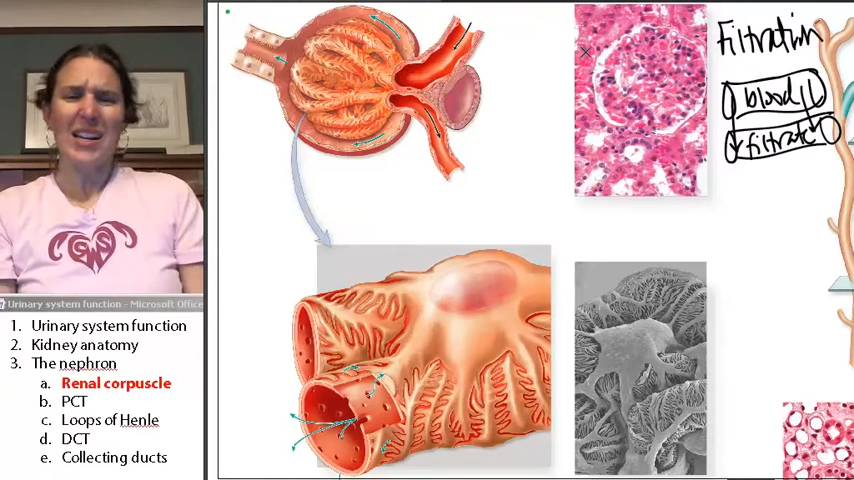 Filtration
blood
filtrate
Urinary system function - Microsoft Office
1. Urinary system function
2. Kidney anatomy
3. The nephron
a. Renal corpuscle
b. PCT
c. Loops of Henle
d. DCT
e. Collecting ducts